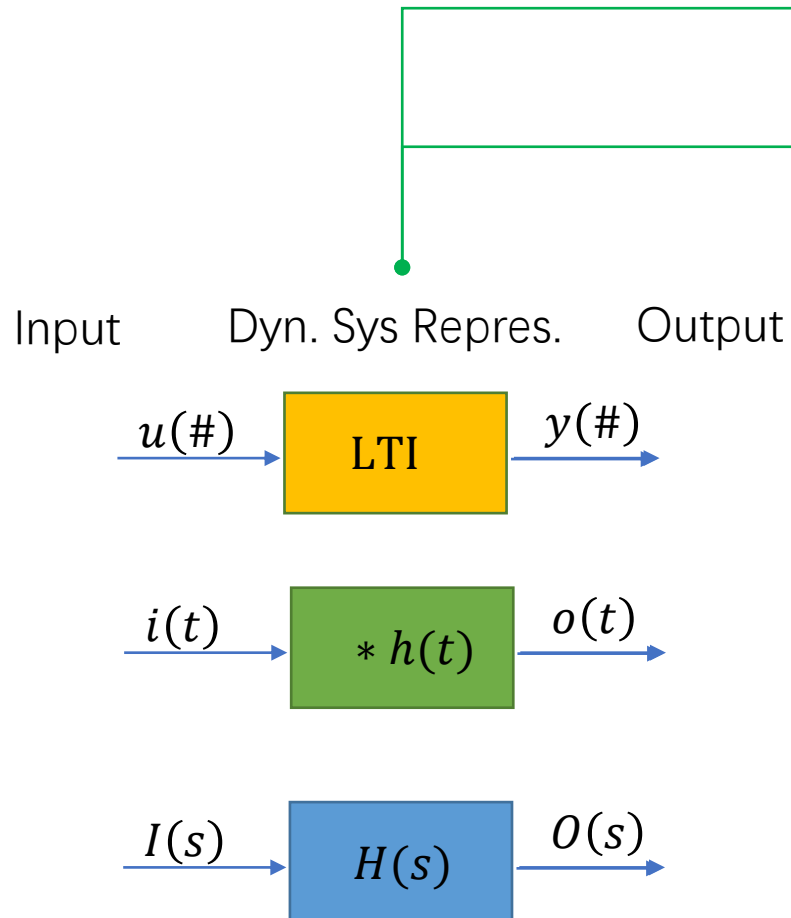 Input Dyn. Sys Repres. Output
u(#) LTI y(#)
i(t) * h(t) o(t)
I(s) H(s) O(s)